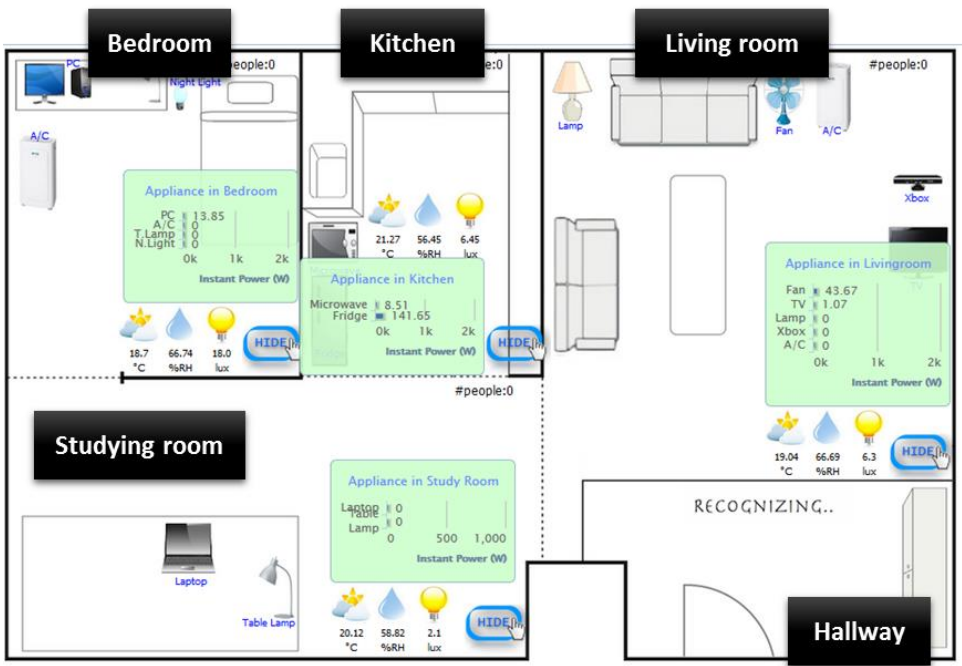 Bedroom
Kitchen
Living room
PC
eople:0
e:0
#people:0
Night Light
Lamp
Fan
A/C
A/C
Xbox
Appliance in Bedroom
PC 13.85
A/C 0
T.Lamp 0
N.Light 0
0k 1k 2k
Instant Power (W)
18.7 66.74 18.0
°C %RH lux
HIDE
21.27 56.45 6.45
°C %RH lux
Microwave
Appliance in Kitchen
Microwave 8.51
Fridge 141.65
0k 1k 2k
Instant Power (W)
Fridge
HIDE
Appliance in Livingroom
TV
Fan 43.67
TV 1.07
Lamp 0
Xbox 0
A/C 0
0k 1k 2k
Instant Power (W)
19.04 66.69 6.3
°C %RH lux
HIDE
#people:0
Studying room
Appliance in Study Room
Laptop 0
Table
Lamp 0
0 500 1,000
Instant Power (W)
20.12 58.82 2.1
°C %RH lux
HIDE
Laptop
Table Lamp
RECOGNIZING..
Hallway